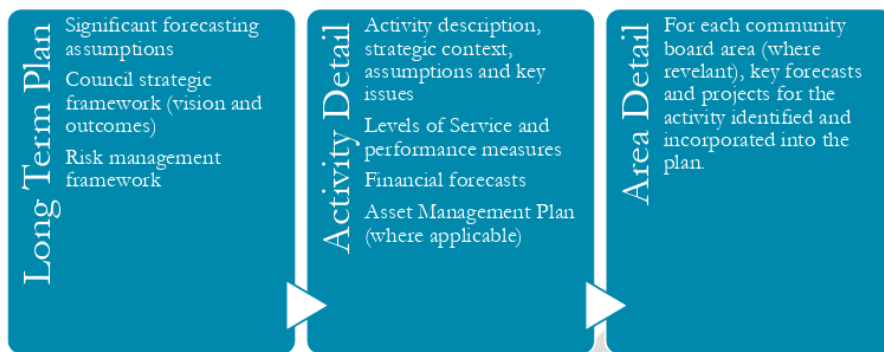 Long Term Plan
Significant forecasting
assumptions
Council strategic
framework (vision and
outcomes)
Risk management
framework
Activity Detail
Activity description,
strategic context,
assumptions and key
issues
Levels of Service and
performance measures
Financial forecasts
Asset Management Plan
(where applicable)
Area Detail
For each community
board area (where
revelant), key forecasts
and projects for the
activity identified and
incorporated into the
plan.